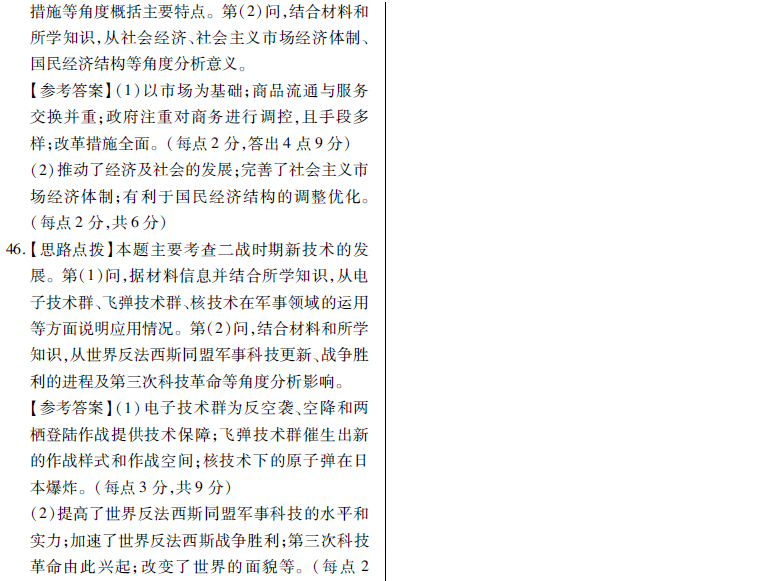 措施等角度概括主要特点。第(2)问,结合材料和
所学知识,从社会经济、社会主义市场经济体制、
国民经济结构等角度分析意义。
【参考答案】(1)以市场为基础;商品流通与服务
交换并重;政府注重对商务进行调控,且手段多
样;改革措施全面。(每点2分,答出4点9分)
(2)推动了经济及社会的发展;完善了社会主义市
场经济体制;有利于国民经济结构的调整优化。
(每点2分,共6分)
46.【思路点拨】本题主要考查二战时期新技术的发
展。第(1)问,据材料信息并结合所学知识,从电
子技术群、飞弹技术群、核技术在军事领域的运用
等方面说明应用情况。第(2)问,结合材料和所学
知识,从世界反法西斯同盟军事科技更新、战争胜
利的进程及第三次科技革命等角度分析影响。
【参考答案】(1)电子技术群为反空袭、空降和两
栖登陆作战提供技术保障;飞弹技术群催生出新
的作战样式和作战空间;核技术下的原子弹在日
本爆炸。(每点3分,共9分)
(2)提高了世界反法西斯同盟军事科技的水平和
实力;加速了世界反法西斯战争胜利;第三次科技
革命由此兴起;改变了世界的面貌等。(每点2